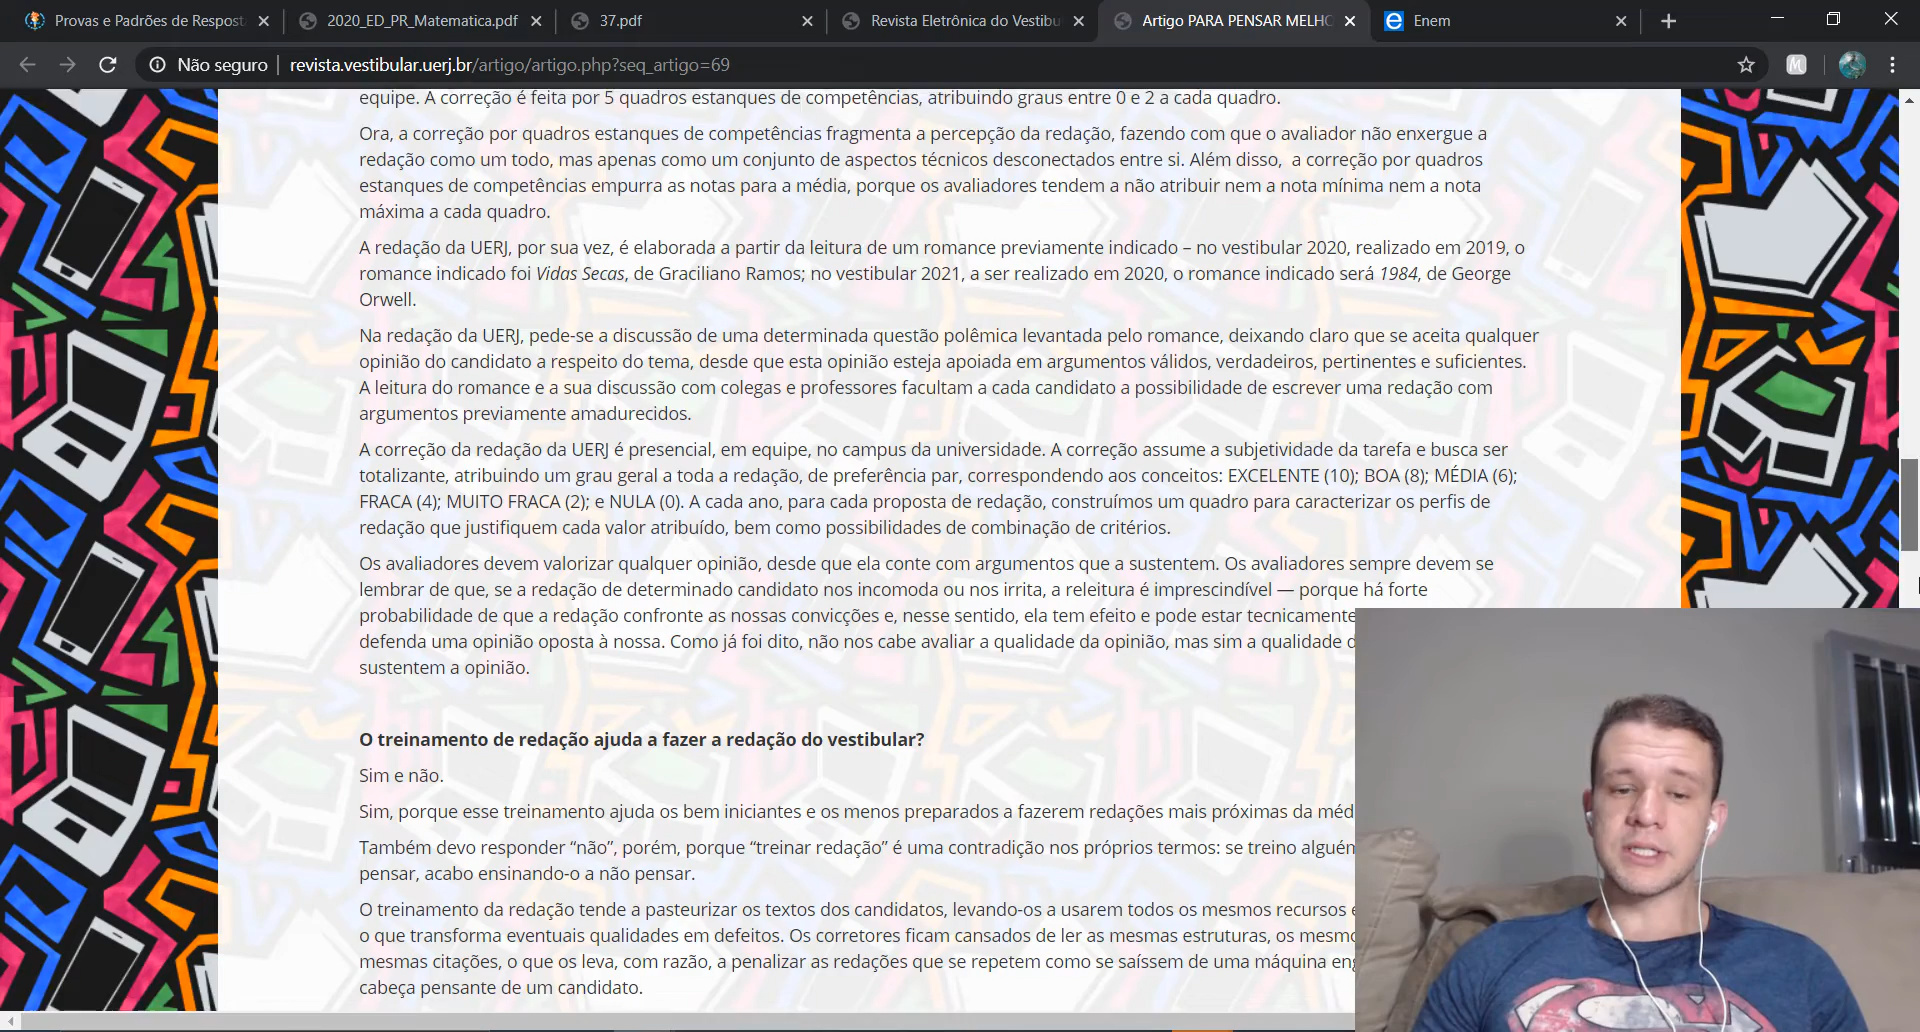 Provas e Padrões de Respost
2020_ED_PR_Matematica.pdf
37.pdf
Revista Eletrônica do Vestibu
Artigo PARA PENSAR MELHO
Enem
Não seguro
revista.vestibular.uerj.br/artigo/artigo.php?seq_artigo=69
equipe. A correção é feita por 5 quadros estanques de competências, atribuindo graus entre 0 e 2 a cada quadro.
Ora, a correção por quadros estanques de competências fragmenta a percepção da redação, fazendo com que o avaliador não enxergue a
redação como um todo, mas apenas como um conjunto de aspectos técnicos desconectados entre si. Além disso, a correção por quadros
estanques de competências empurra as notas para a média, porque os avaliadores tendem a não atribuir nem a nota mínima nem a nota
máxima a cada quadro.
A redação da UERJ, por sua vez, é elaborada a partir da leitura de um romance previamente indicado – no vestibular 2020, realizado em 2019, o
romance indicado foi Vidas Secas, de Graciliano Ramos; no vestibular 2021, a ser realizado em 2020, o romance indicado será 1984, de George
Orwell.
Na redação da UERJ, pede-se a discussão de uma determinada questão polêmica levantada pelo romance, deixando claro que se aceita qualquer
opinião do candidato a respeito do tema, desde que esta opinião esteja apoiada em argumentos válidos, verdadeiros, pertinentes e suficientes.
A leitura do romance e a sua discussão com colegas e professores facultam a cada candidato a possibilidade de escrever uma redação com
argumentos previamente amadurecidos.
A correção da redação da UERJ é presencial, em equipe, no campus da universidade. A correção assume a subjetividade da tarefa e busca ser
totalizante, atribuindo um grau geral a toda a redação, de preferência par, correspondendo aos conceitos: EXCELENTE (10); BOA (8); MÉDIA (6);
FRACA (4); MUITO FRACA (2); e NULA (0). A cada ano, para cada proposta de redação, construímos um quadro para caracterizar os perfis de
redação que justifiquem cada valor atribuído, bem como possibilidades de combinação de critérios.
Os avaliadores devem valorizar qualquer opinião, desde que ela conte com argumentos que a sustentem. Os avaliadores sempre devem se
lembrar de que, se a redação de determinado candidato nos incomoda ou nos irrita, a releitura é imprescindível — porque há forte
probabilidade de que a redação confronte as nossas convicções e, nesse sentido, ela tem efeito e pode estar tecnicamente
defenda uma opinião oposta à nossa. Como já foi dito, não nos cabe avaliar a qualidade da opinião, mas sim a qualidade d
sustentem a opinião.
O treinamento de redação ajuda a fazer a redação do vestibular?
Sim e não.
Sim, porque esse treinamento ajuda os bem iniciantes e os menos preparados a fazerem redações mais próximas da méd
Também devo responder “não”, porém, porque “treinar redação” é uma contradição nos próprios termos: se treino alguém
pensar, acabo ensinando-o a não pensar.
O treinamento da redação tende a pasteurizar os textos dos candidatos, levando-os a usarem todos os mesmos recursos e
o que transforma eventuais qualidades em defeitos. Os corretores ficam cansados de ler as mesmas estruturas, os mesmo
mesmas citações, o que os leva, com razão, a penalizar as redações que se repetem como se saíssem de uma máquina eng
cabeça pensante de um candidato.